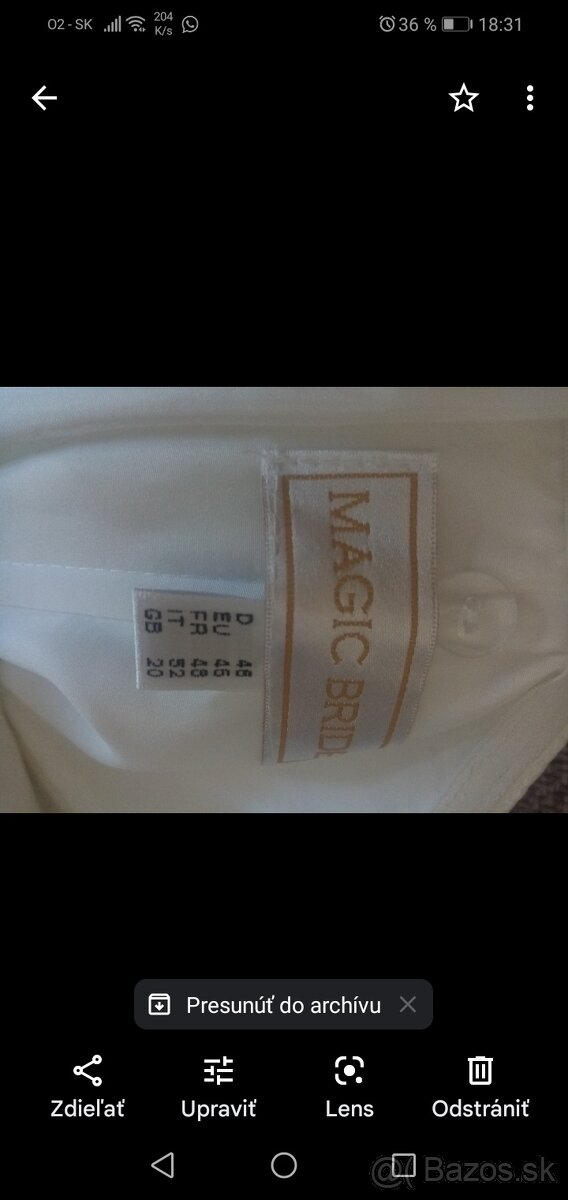 O2 - SK 204 K/s 36 % 18:31
MAGIC BRIDE
D 46
EU 46
FR 48
IT 52
GB 20
Presunúť do archívu
Zdieľať Upraviť Lens Odstrániť
@( Bazos.sk